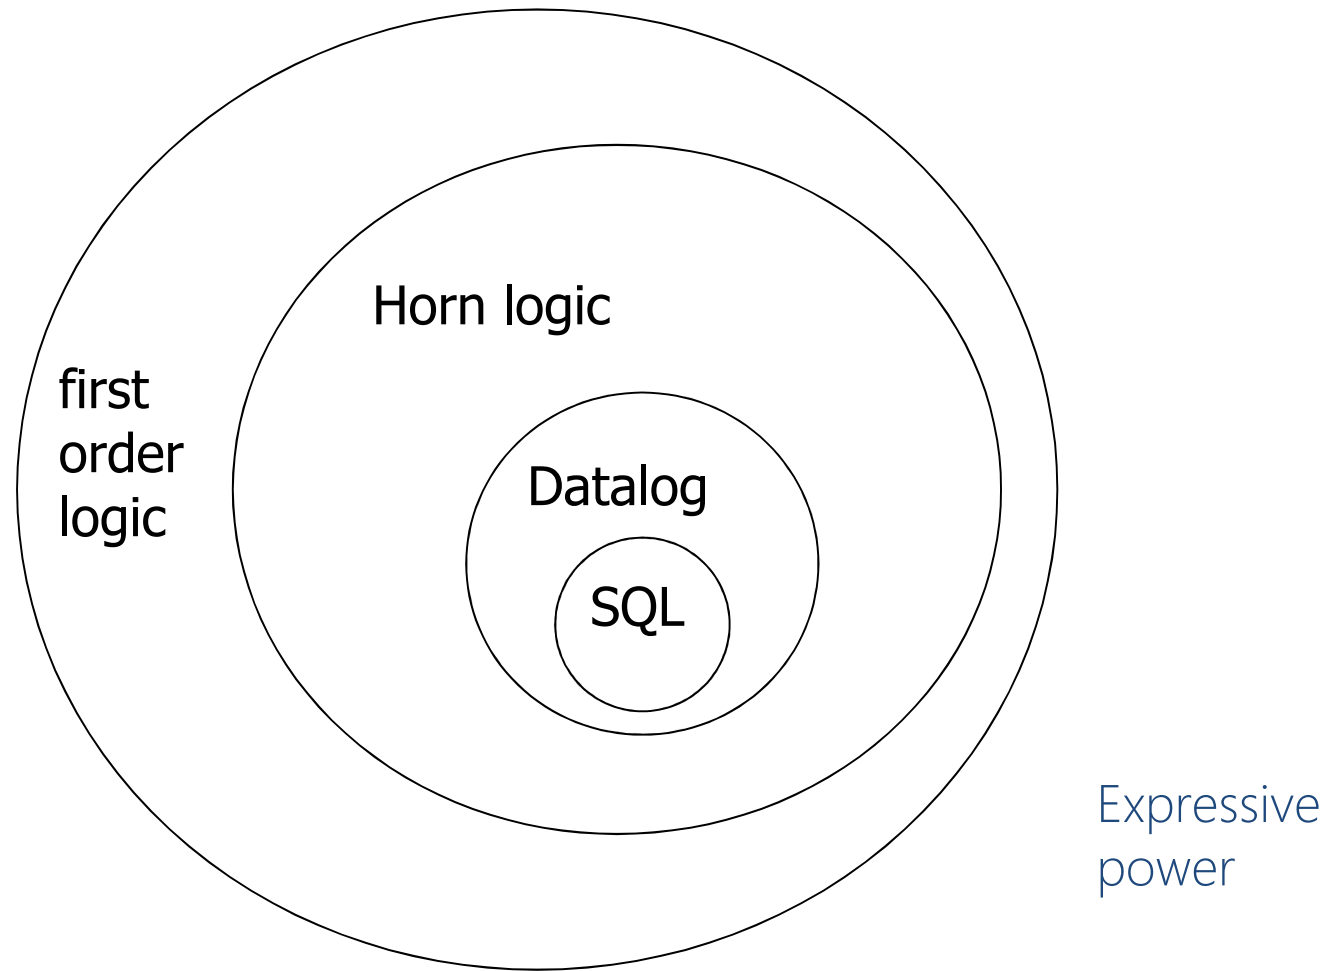 Horn logic
first
order
logic
Datalog
SQL
Expressive
power